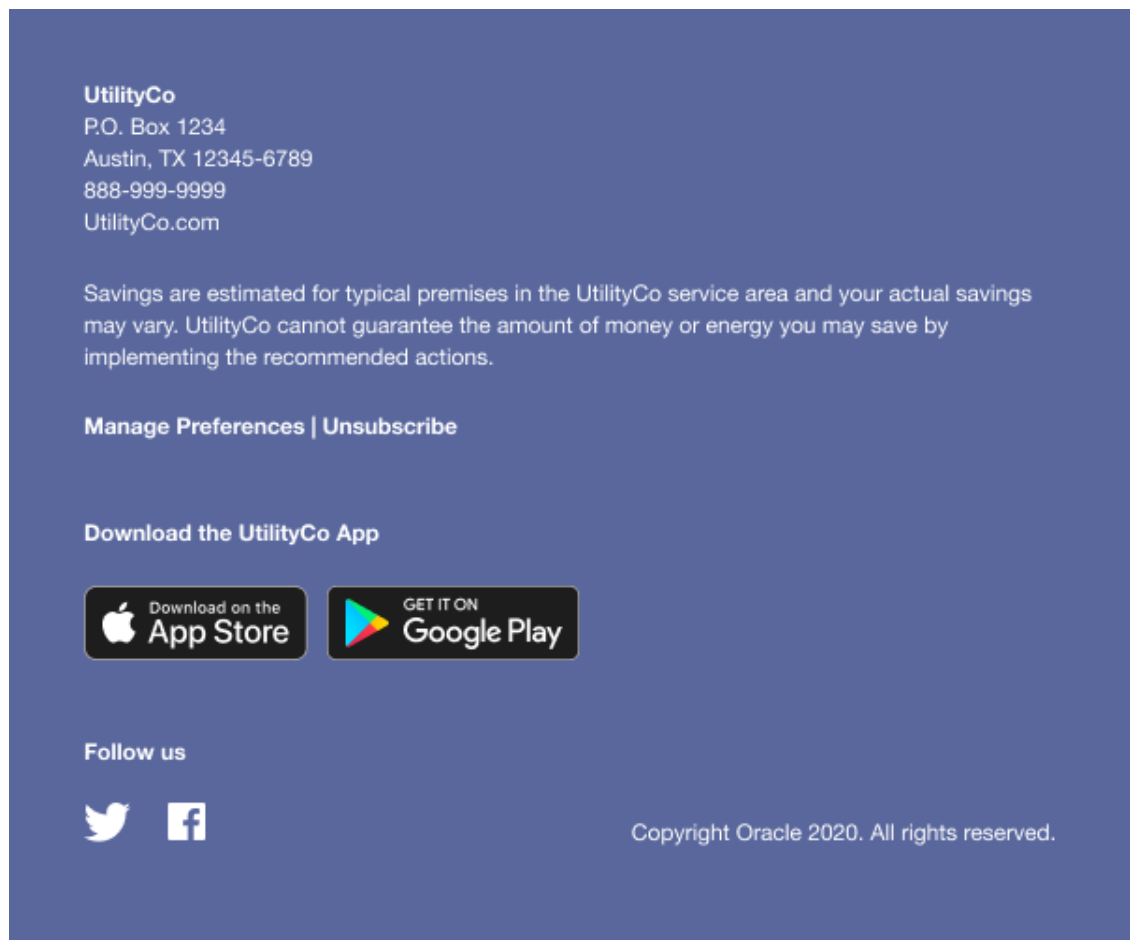 UtilityCo
P.O. Box 1234
Austin, TX 12345-6789
888-999-9999
UtilityCo.com
Savings are estimated for typical premises in the UtilityCo service area and your actual savings
may vary. UtilityCo cannot guarantee the amount of money or energy you may save by
implementing the recommended actions.
Manage Preferences | Unsubscribe
Download the UtilityCo App
Download on the
App Store
GET IT ON
Google Play
Follow us
Copyright Oracle 2020. All rights reserved.